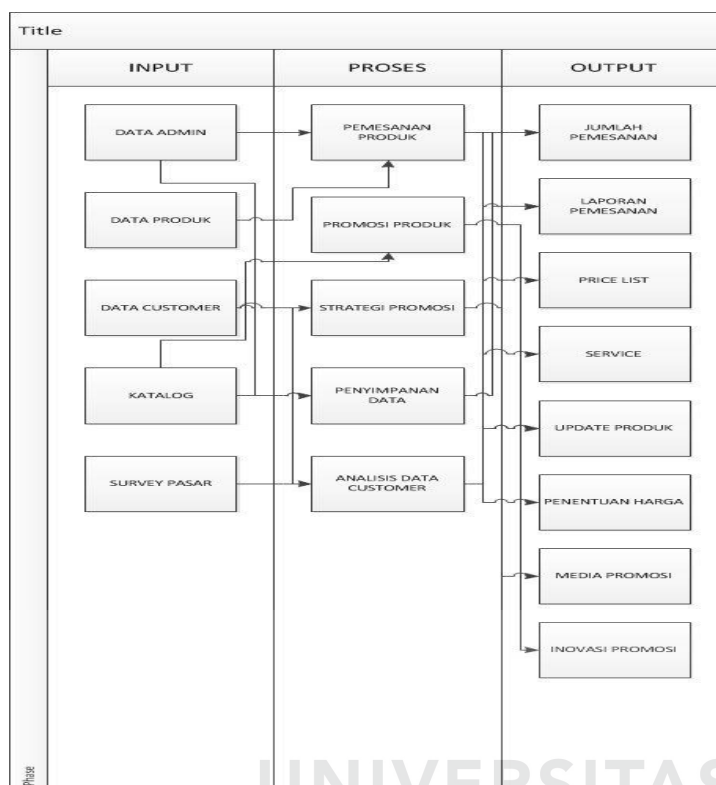 Title
INPUT
PROSES
OUTPUT
DATA ADMIN
DATA PRODUK
DATA CUSTOMER
KATALOG
SURVEY PASAR
PEMESANAN
PRODUK
PROMOSI PRODUK
STRATEGI PROMOSI
PENYIMPANAN
DATA
ANALISIS DATA
CUSTOMER
JUMLAH
PEMESANAN
LAPORAN
PEMESANAN
PRICE LIST
SERVICE
UPDATE PRODUK
PENENTUAN HARGA
MEDIA PROMOSI
INOVASI PROMOSI
Phase
UNIVERSITAS